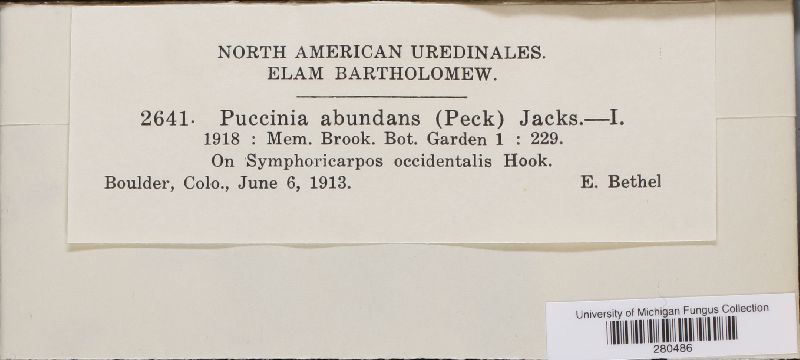 NORTH AMERICAN UREDINALES.
ELAM BARTHOLOMEW.
2641. Puccinia abundans (Peck) Jacks.—I.
1918 : Mem. Brook. Bot. Garden 1 : 229.
On Symphoricarpos occidentalis Hook.
Boulder, Colo., June 6, 1913. E. Bethel
University of Michigan Fungus Collection
280486